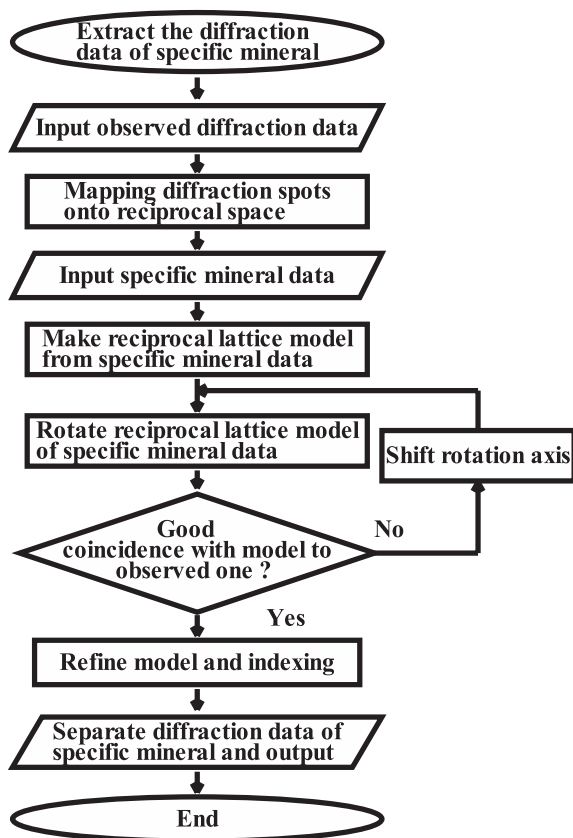 Extract the diffraction
data of specific mineral
Input observed diffraction data
Mapping diffraction spots
onto reciprocal space
Input specific mineral data
Make reciprocal lattice model
from specific mineral data
Rotate reciprocal lattice model
of specific mineral data
Shift rotation axis
Good
coincidence with model to
observed one ?
No
Yes
Refine model and indexing
Separate diffraction data of
specific mineral and output
End